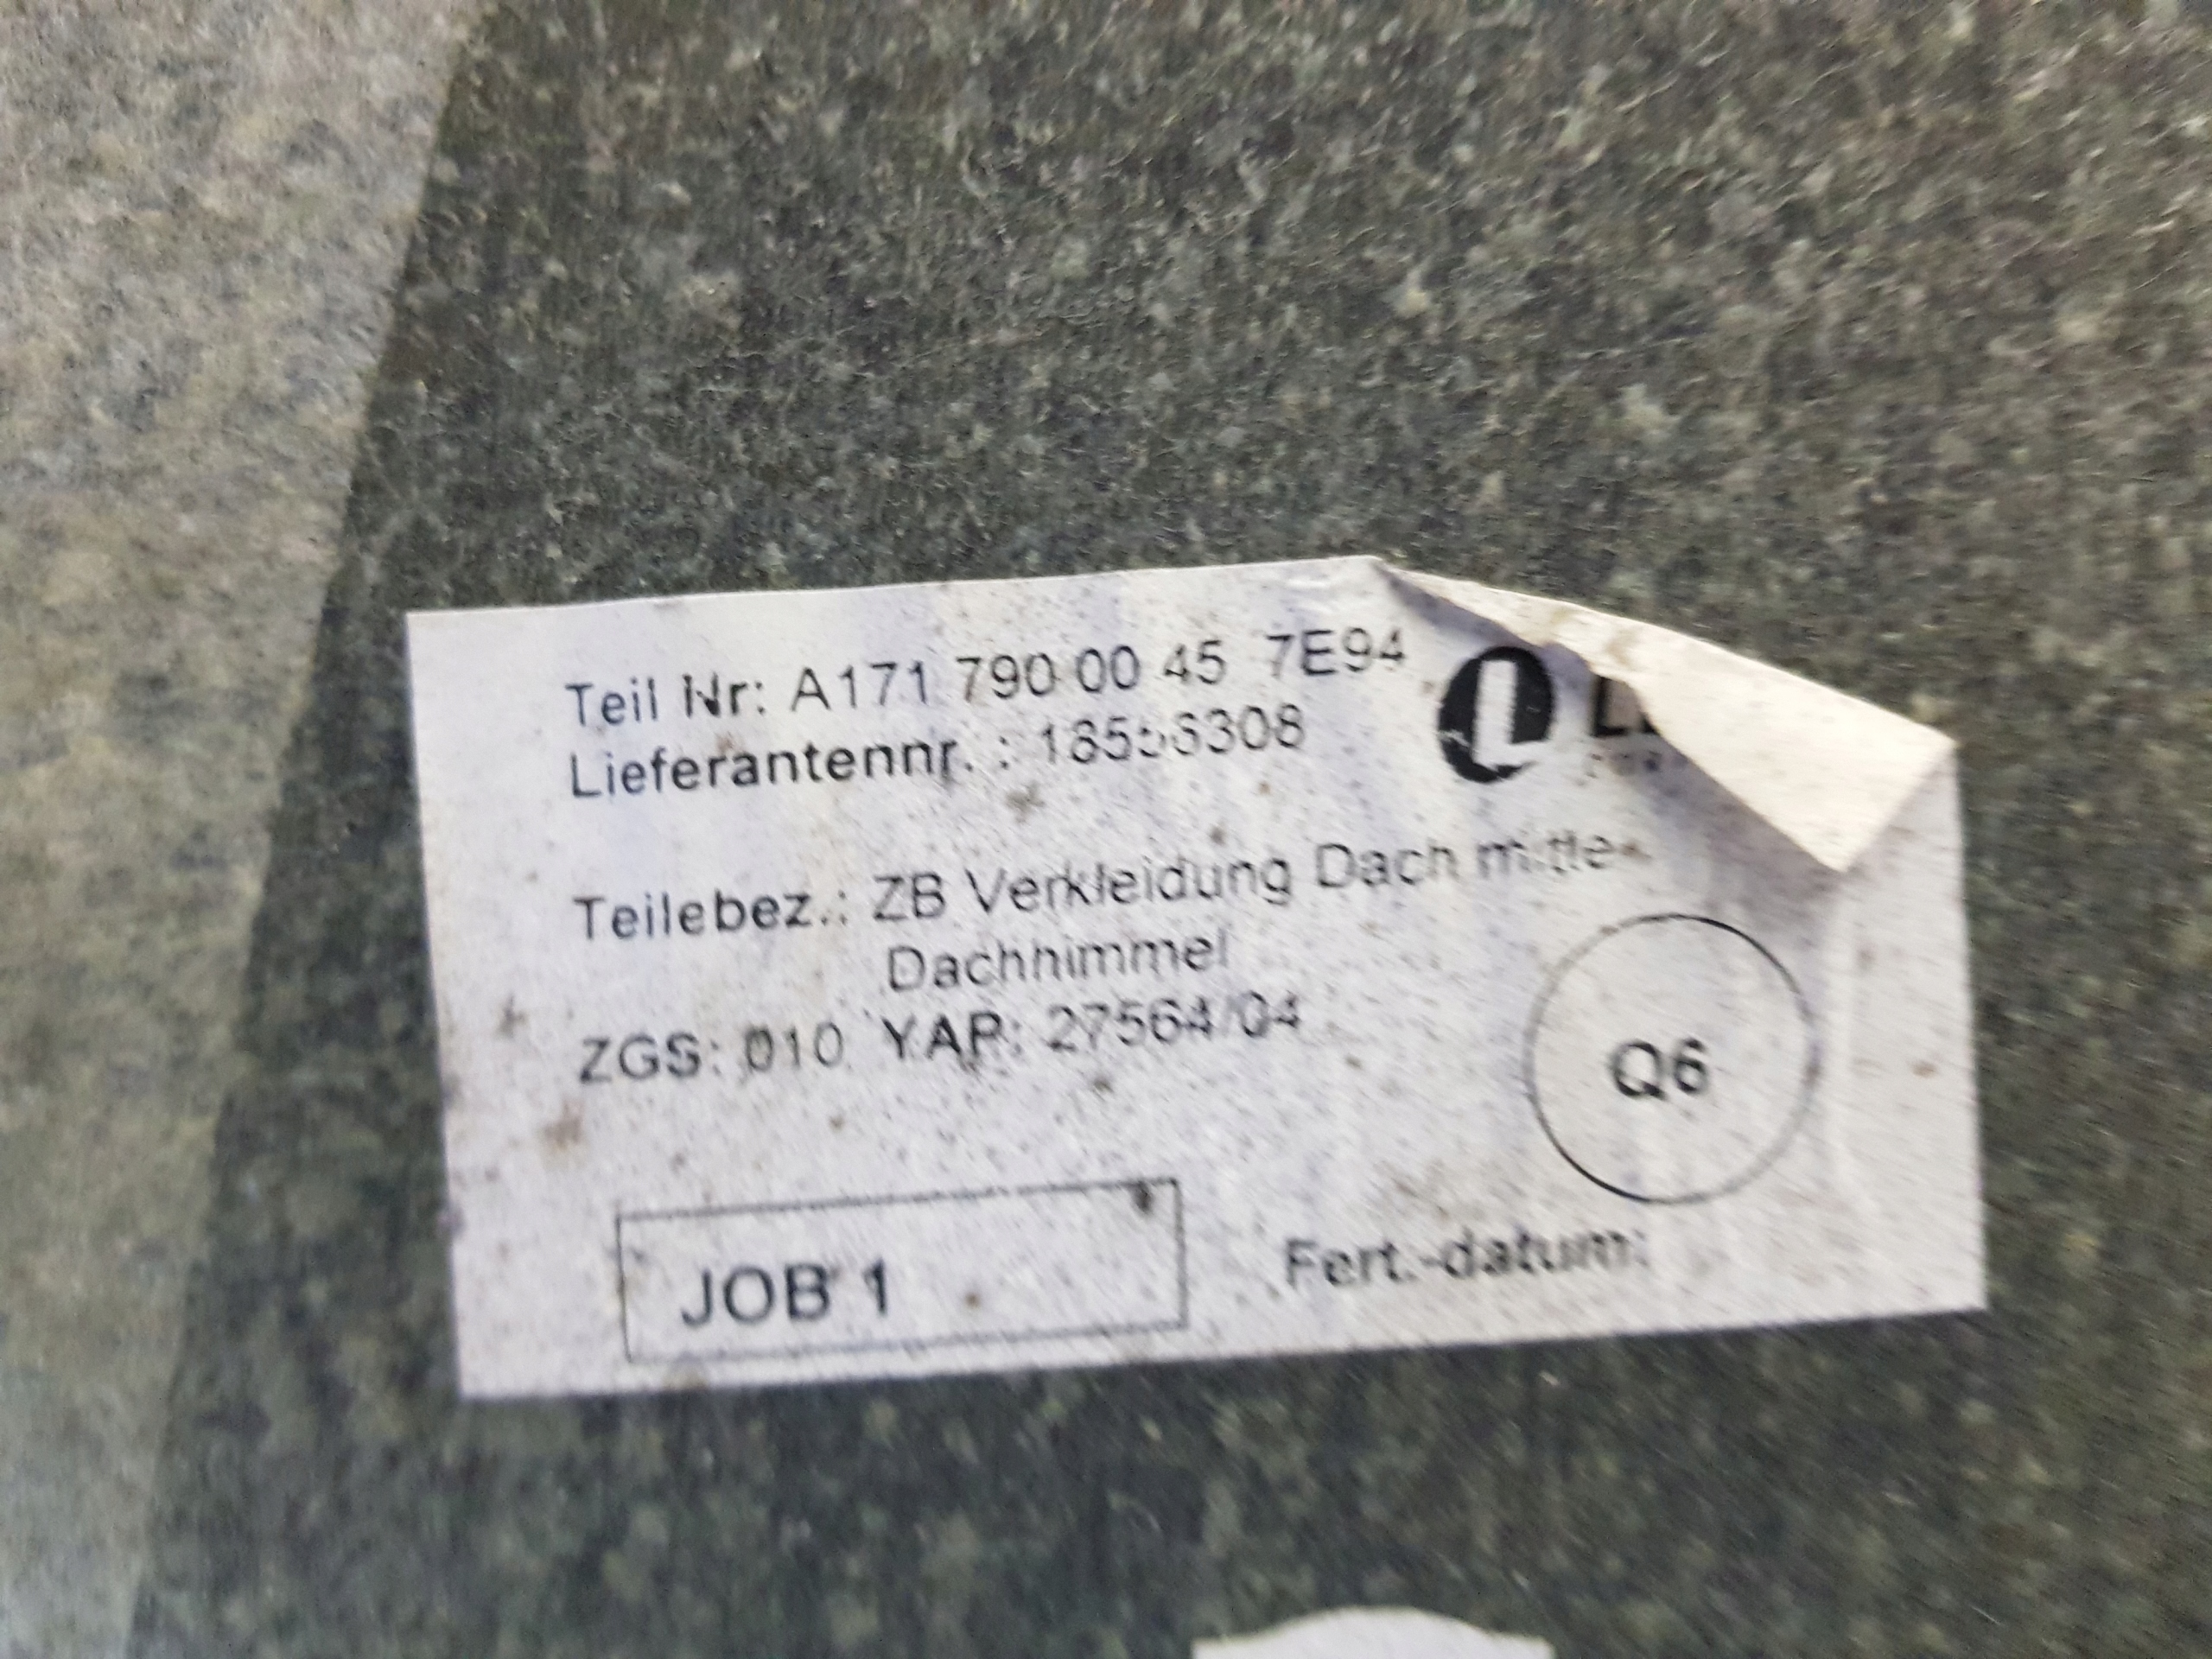 Teil Nr: A171 790 00 45 7E94
Lieferantennr. :
Teilebez.: ZB Verkleidung Dach mitte
Dachhimmel
ZGS: 010 YAP: 27564/04
Q6
JOB 1
Fert.-datum: